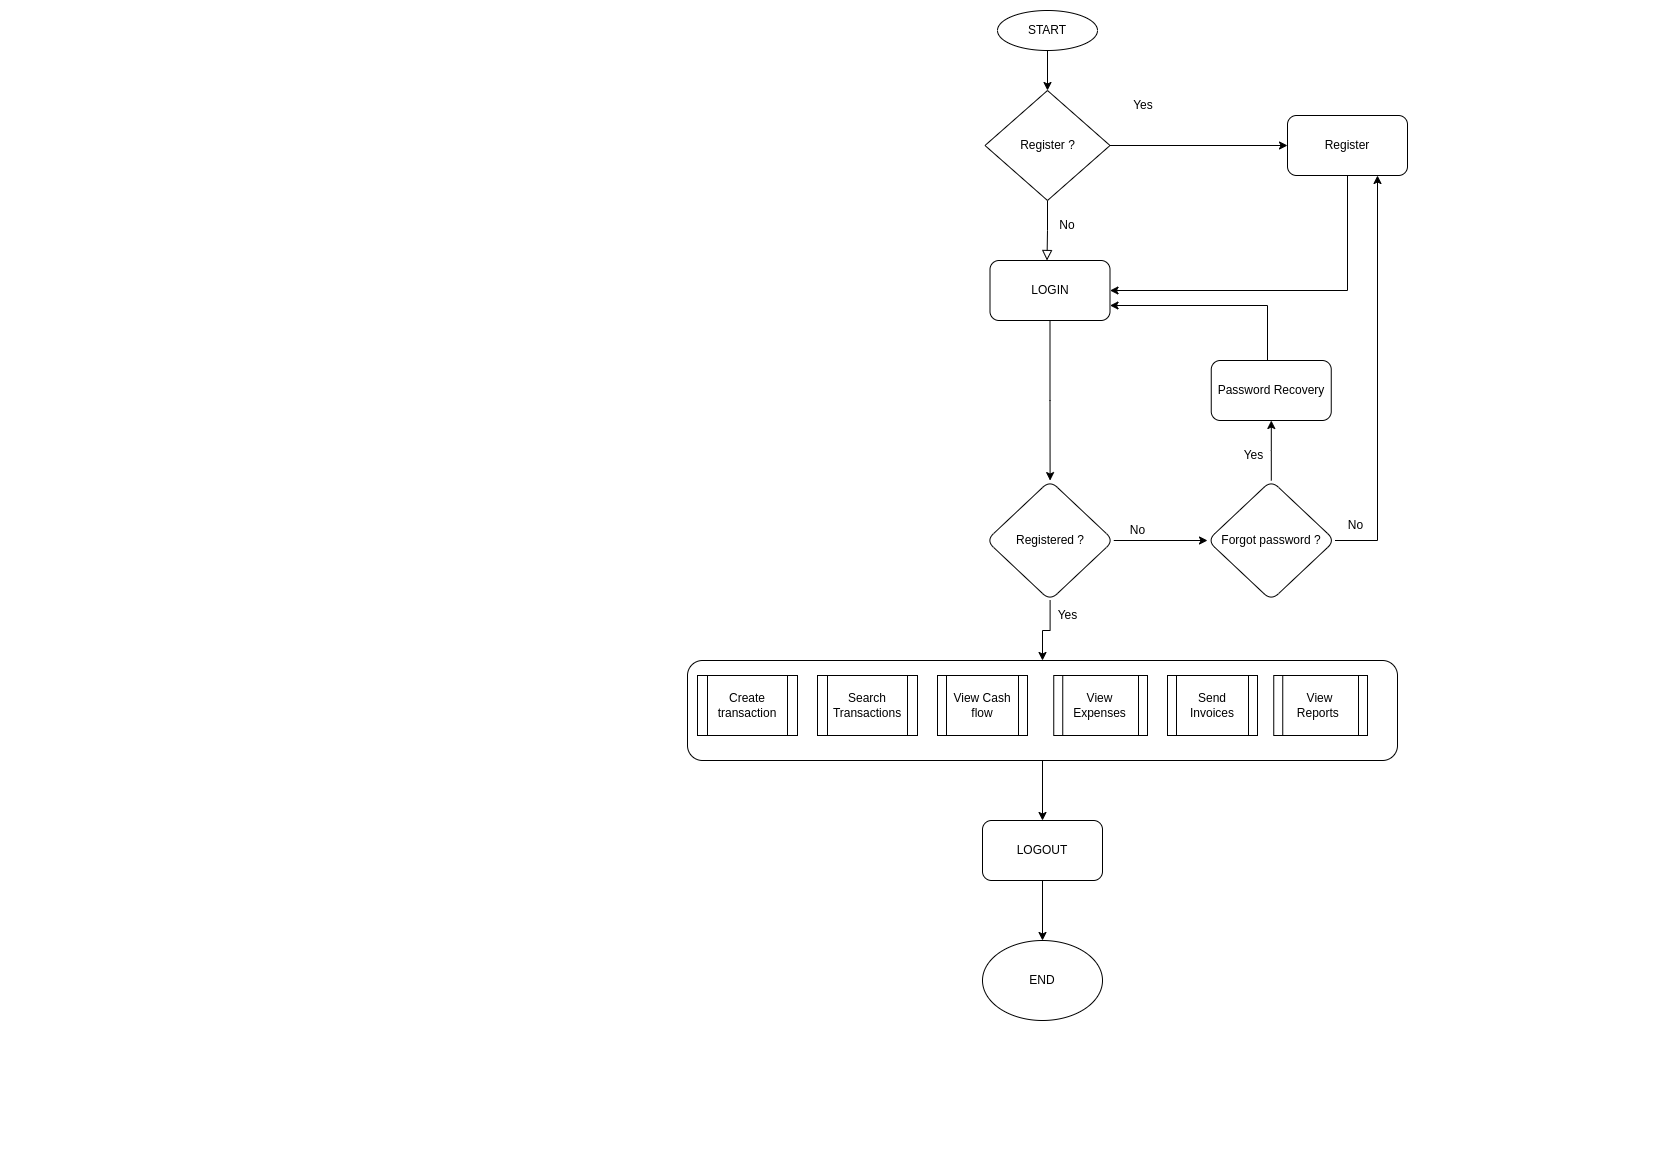 START
Yes
Register ?
Register
No
LOGIN
Password Recovery
Yes
Registered ?
No
Forgot password ?
No
Yes
Create
transaction
Search
Transactions
View Cash
flow
View
Expenses
Send
Invoices
View
Reports
LOGOUT
END